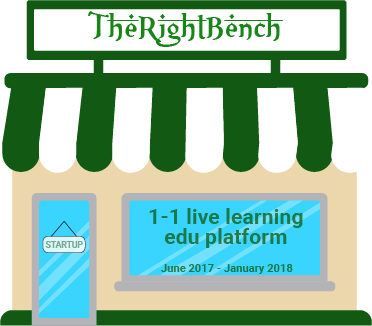 TheRightBench
1-1 live learning
edu platform
STARTUP
June 2017 - January 2018